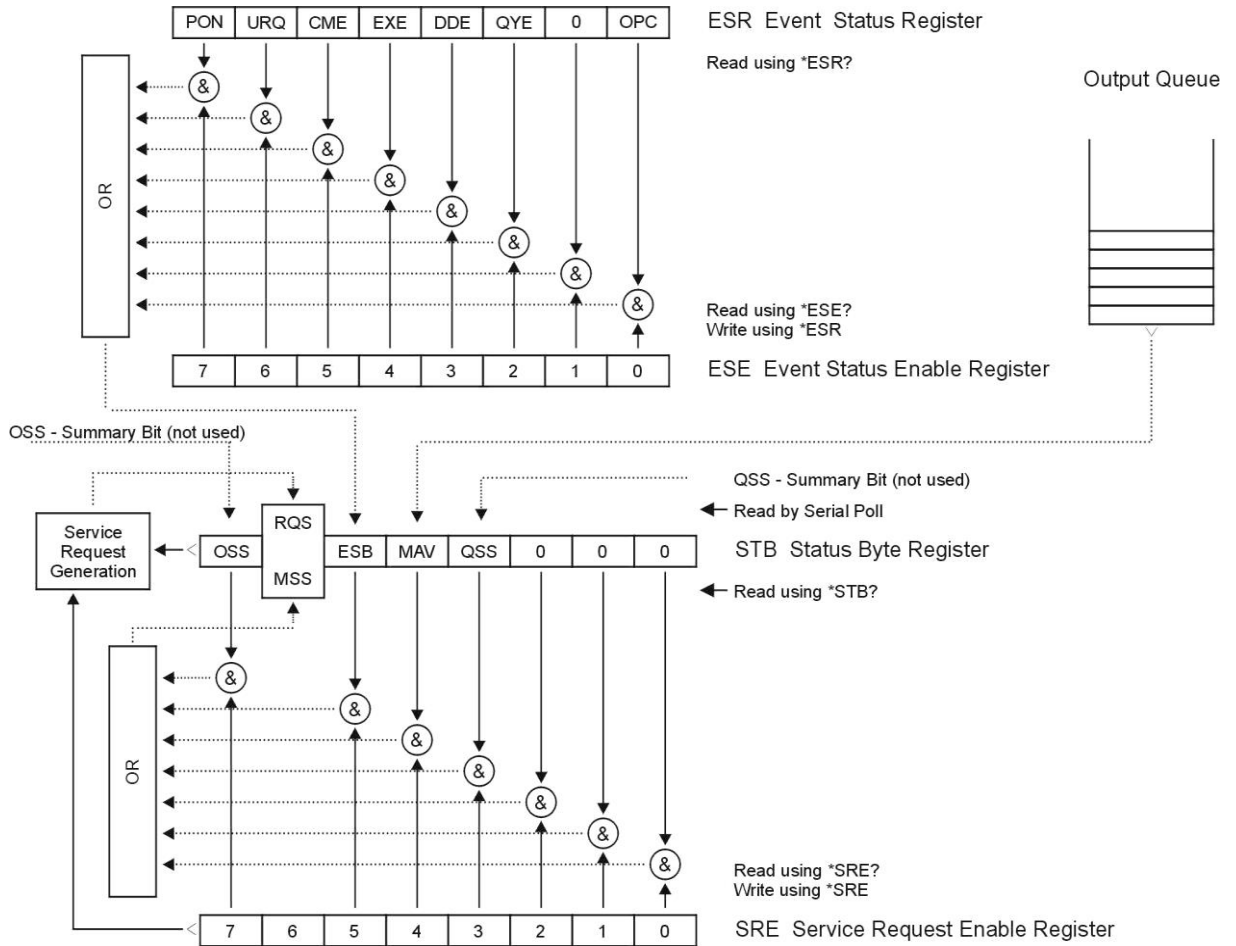 PON URQ CME EXE DDE QYE 0 OPC
ESR Event Status Register
Read using *ESR?
Output Queue
&
&
&
&
&
&
&
&
OR
Read using *ESE?
Write using *ESR
7 6 5 4 3 2 1 0
ESE Event Status Enable Register
OSS - Summary Bit (not used)
QSS - Summary Bit (not used)
Read by Serial Poll
Service
Request
Generation
RQS
OSS ESB MAV QSS 0 0 0
STB Status Byte Register
MSS
Read using *STB?
&
&
&
&
&
&
&
OR
Read using *SRE?
Write using *SRE
7 6 5 4 3 2 1 0
SRE Service Request Enable Register